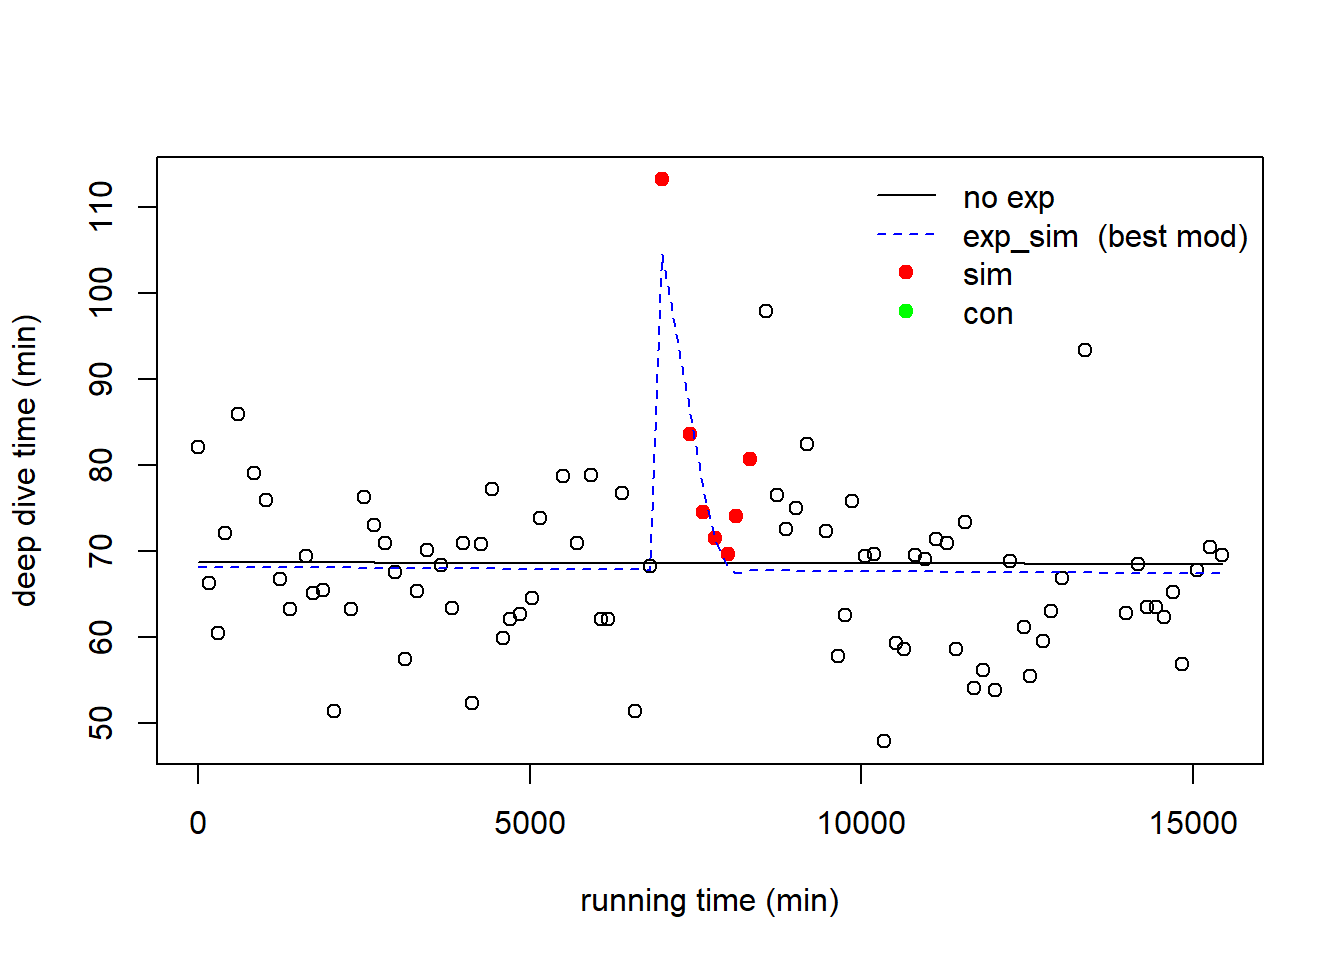 no exp
exp_sim  (best mod)
sim
con
deep dive time (min)
110
100
90
80
70
60
50
0 5000 10000 15000
running time (min)